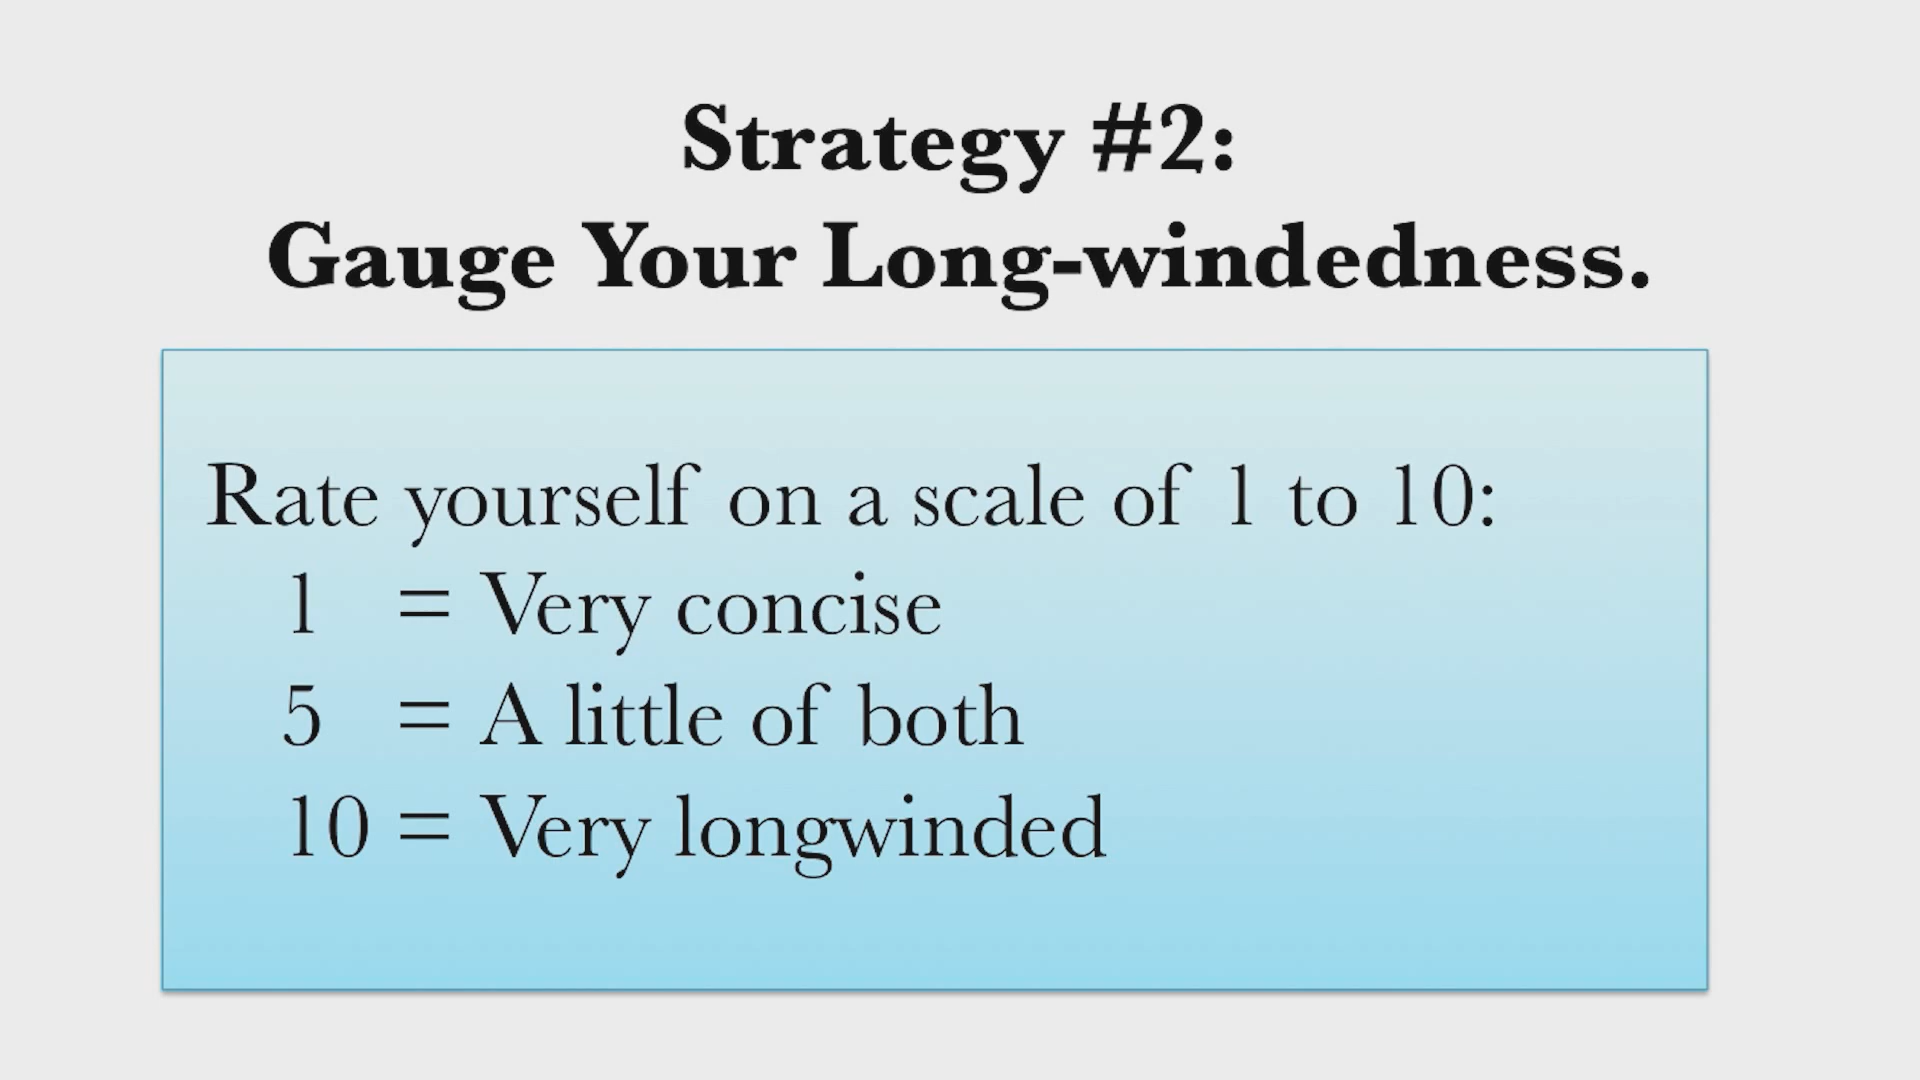 Strategy #2:
Gauge Your Long-windedness.
Rate yourself on a scale of 1 to 10:
1 = Very concise
5 = A little of both
10 = Very longwinded